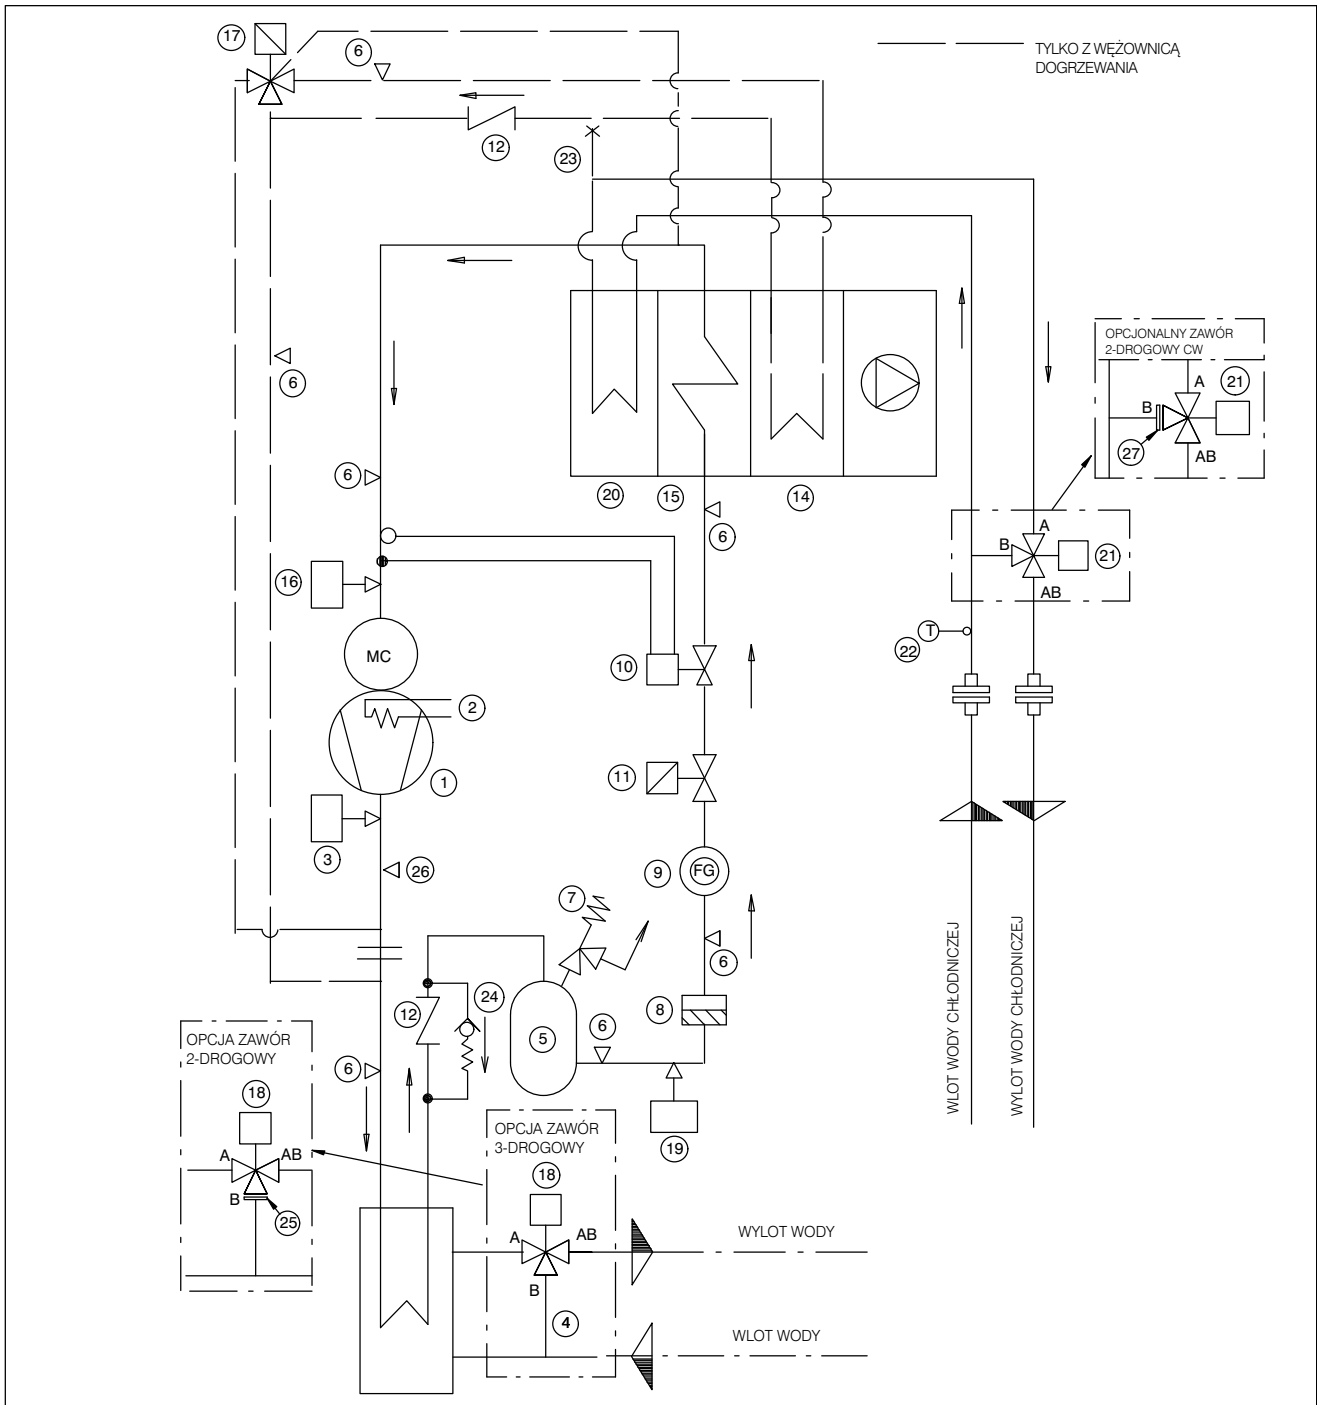 17
6
TYLKO Z WĘŻOWNICĄ
DOGRZEWANIA
12
23
6
OPCJONALNY ZAWÓR
2-DROGOWY CW
A
21
B
27
AB
6
20
15
14
6
A
B
21
AB
16
T
22
MC
10
2
1
11
3
26
9
FG
7
6
WLOT WODY CHŁODNICZEJ
WYLOT WODY CHŁODNICZEJ
24
12
8
5
6
OPCJA ZAWÓR
2-DROGOWY
18
A
AB
B
25
6
19
OPCJA ZAWÓR
3-DROGOWY
18
A
AB
B
4
WYLOT WODY
WLOT WODY